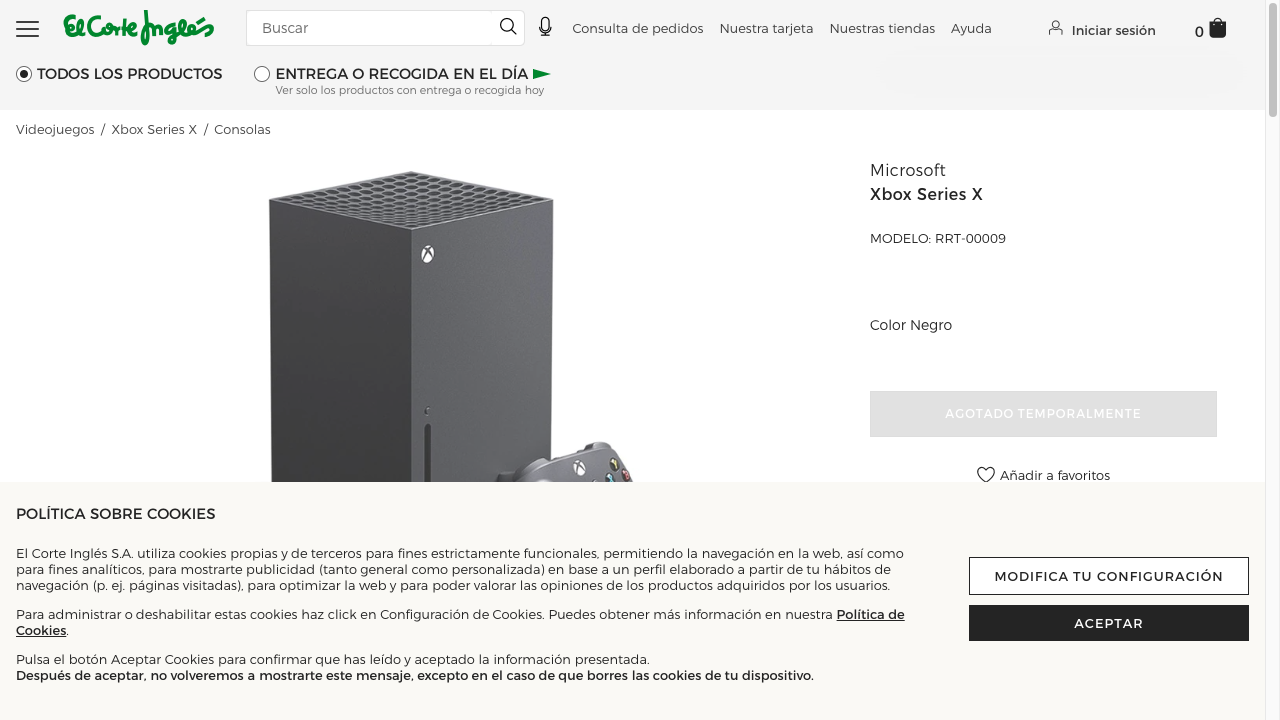 El Corte Inglés
Buscar
Consulta de pedidos
Nuestra tarjeta
Nuestras tiendas
Ayuda
Iniciar sesión
0
TODOS LOS PRODUCTOS
ENTREGA O RECOGIDA EN EL DÍA
Ver solo los productos con entrega o recogida hoy
Videojuegos / Xbox Series X / Consolas
Microsoft
Xbox Series X
MODELO: RRT-00009
Color Negro
AGOTADO TEMPORALMENTE
Añadir a favoritos
POLÍTICA SOBRE COOKIES
El Corte Inglés S.A. utiliza cookies propias y de terceros para fines estrictamente funcionales, permitiendo la navegación en la web, así como
para fines analíticos, para mostrarte publicidad (tanto general como personalizada) en base a un perfil elaborado a partir de tu hábitos de
navegación (p. ej. páginas visitadas), para optimizar la web y para poder valorar las opiniones de los productos adquiridos por los usuarios.
Para administrar o deshabilitar estas cookies haz click en Configuración de Cookies. Puedes obtener más información en nuestra Política de
Cookies.
Pulsa el botón Aceptar Cookies para confirmar que has leído y aceptado la información presentada.
Después de aceptar, no volveremos a mostrarte este mensaje, excepto en el caso de que borres las cookies de tu dispositivo.
MODIFICA TU CONFIGURACIÓN
ACEPTAR